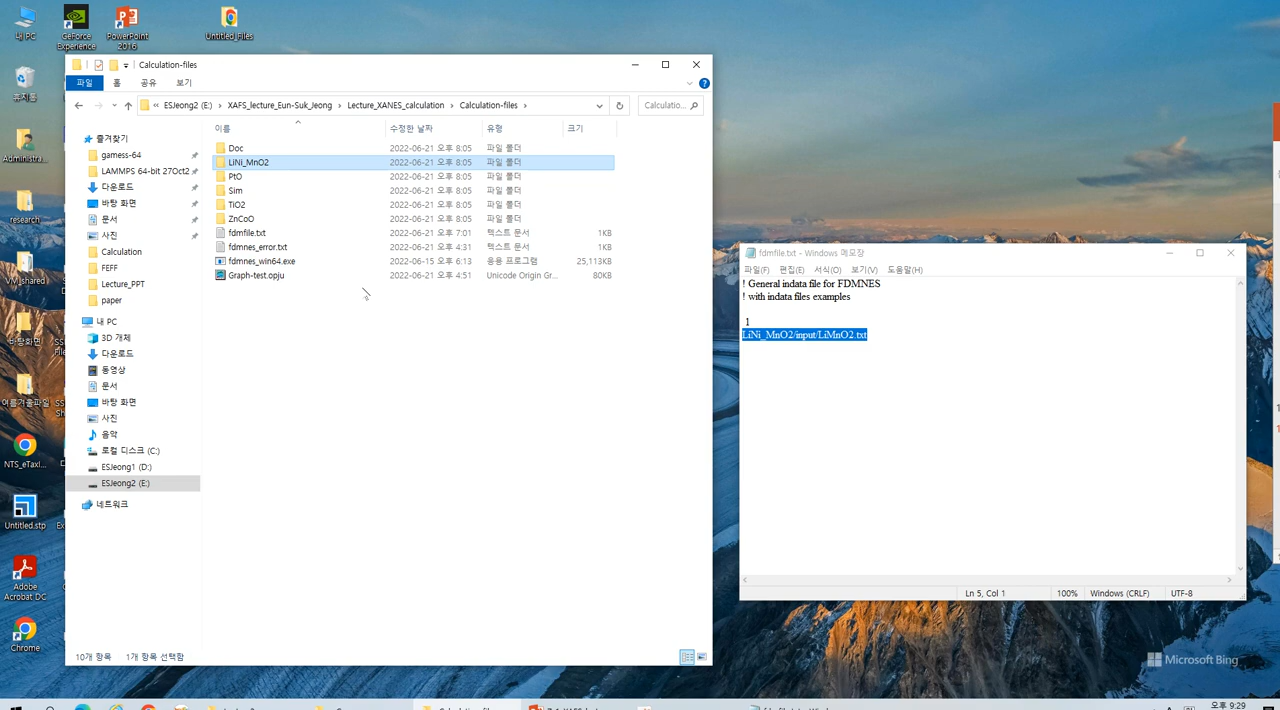 내 PC
GeForce
Experience
PowerPoint
2016
Untitled_Files
휴지통
Administra...
research
VM_shared
바탕화면
여름겨울파일
NTS_eTaxi...
Untitled.stp
Adobe
Acrobat DC
Chrome
Calculation-files
파일
홈
공유
보기
« ESJeong2 (E:) › XAFS_lecture_Eun-Suk_Jeong › Lecture_XANES_calculation › Calculation-files ›
Calculatio...
이름 수정한 날짜 유형 크기
즐겨찾기
gamess-64
LAMMPS 64-bit 27Oct2
다운로드
바탕 화면
문서
사진
Calculation
FEFF
Lecture_PPT
paper
내 PC
3D 개체
다운로드
동영상
문서
바탕 화면
사진
음악
로컬 디스크 (C:)
ESJeong1 (D:)
ESJeong2 (E:)
네트워크
Doc 2022-06-21 오후 8:05 파일 폴더
LiNi_MnO2 2022-06-21 오후 8:05 파일 폴더
PtO 2022-06-21 오후 8:05 파일 폴더
Sim 2022-06-21 오후 8:05 파일 폴더
TiO2 2022-06-21 오후 8:05 파일 폴더
ZnCoO 2022-06-21 오후 8:05 파일 폴더
fdmfile.txt 2022-06-21 오후 7:01 텍스트 문서 1KB
fdmnes_error.txt 2022-06-21 오후 4:31 텍스트 문서 1KB
fdmnes_win64.exe 2022-06-15 오후 6:13 응용 프로그램 25,113KB
Graph-test.opju 2022-06-21 오후 4:51 Unicode Origin Gr... 80KB
10개 항목 1개 항목 선택함
fdmfile.txt - Windows 메모장
파일(F) 편집(E) 서식(O) 보기(V) 도움말(H)
! General indata file for FDMNES
! with indata files examples
1
LiNi_MnO2/input/LiMnO2.txt
Ln 5, Col 1 100% Windows (CRLF) UTF-8
Microsoft Bing
오후 9:29